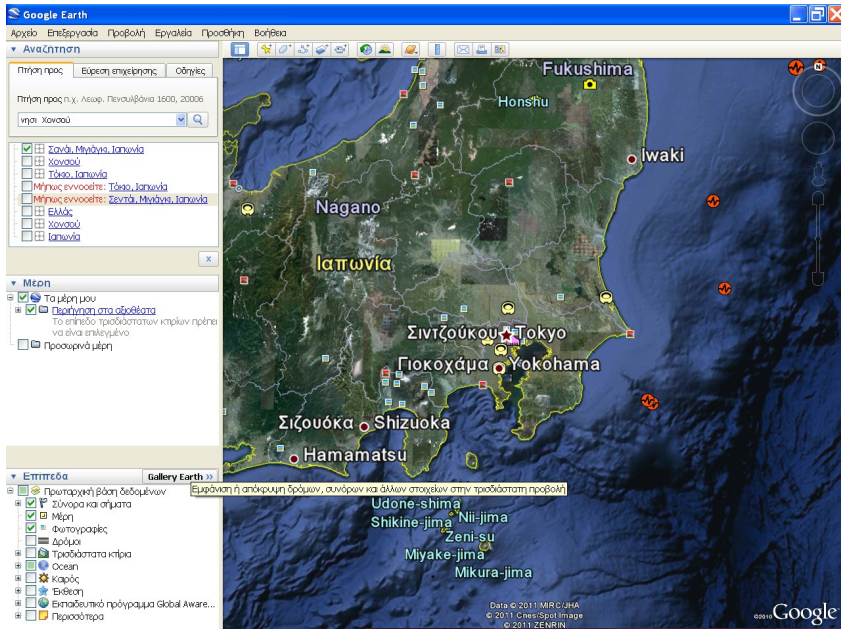 Google Earth
Αρχείο Επεξεργασία Προβολή Εργαλεία Προσθήκη Βοήθεια
Αναζήτηση
Πτήση προς
Εύρεση επιχείρησης
Οδηγίες
Πτήση προς π.χ. Λεωφ. Πενσυλβάνια 1600, 20006
νησι Χονσού
Σανάι, Μιγιάγκι, Ιαπωνία
Χονσού
Τόκιο, Ιαπωνία
Μήπως εννοοείτε: Τόκιο, Ιαπωνία
Μήπως εννοοείτε: Σεντάι, Μιγιάγκι, Ιαπωνία
Ελλάς
Χονσού
Ιαπωνία
x
Μέρη
Τα μέρη μου
Περιήγηση στα αξιοθέατα
Το επίπεδο τρισδιάστατων κτιρίων πρέπει
να είναι επιλεγμένο
Προσωρινά μέρη
Επίπεδα
Gallery Earth >>
Πρωταρχική βάση δεδομένων
Σύνορα και σήματα
Μέρη
Φωτογραφίες
Δρόμοι
Τρισδιάστατα κτίρια
Ocean
Καιρός
Έκθεση
Εκπαιδευτικό πρόγραμμα Global Aware...
Περισσότερα
Fukushima
N
Honshu
Iwaki
Nagano
Ιαπωνία
Σιντζούκου Tokyo
Γιοκοχάμα Yokohama
Σιζουόκα Shizuoka
Hamamatsu
Εμφάνιση ή απόκρυψη δρόμων, συνόρων και άλλων στοιχείων στην τρισδιάστατη προβολή
Udone-shima
Shikine-jima Nii-jima
Zeni-su
Miyake-jima
Mikura-jima
Data © 2011 MIRC/JHA
© 2011 Cnes/Spot Image
© 2011 ZENRIN
©2010 Google